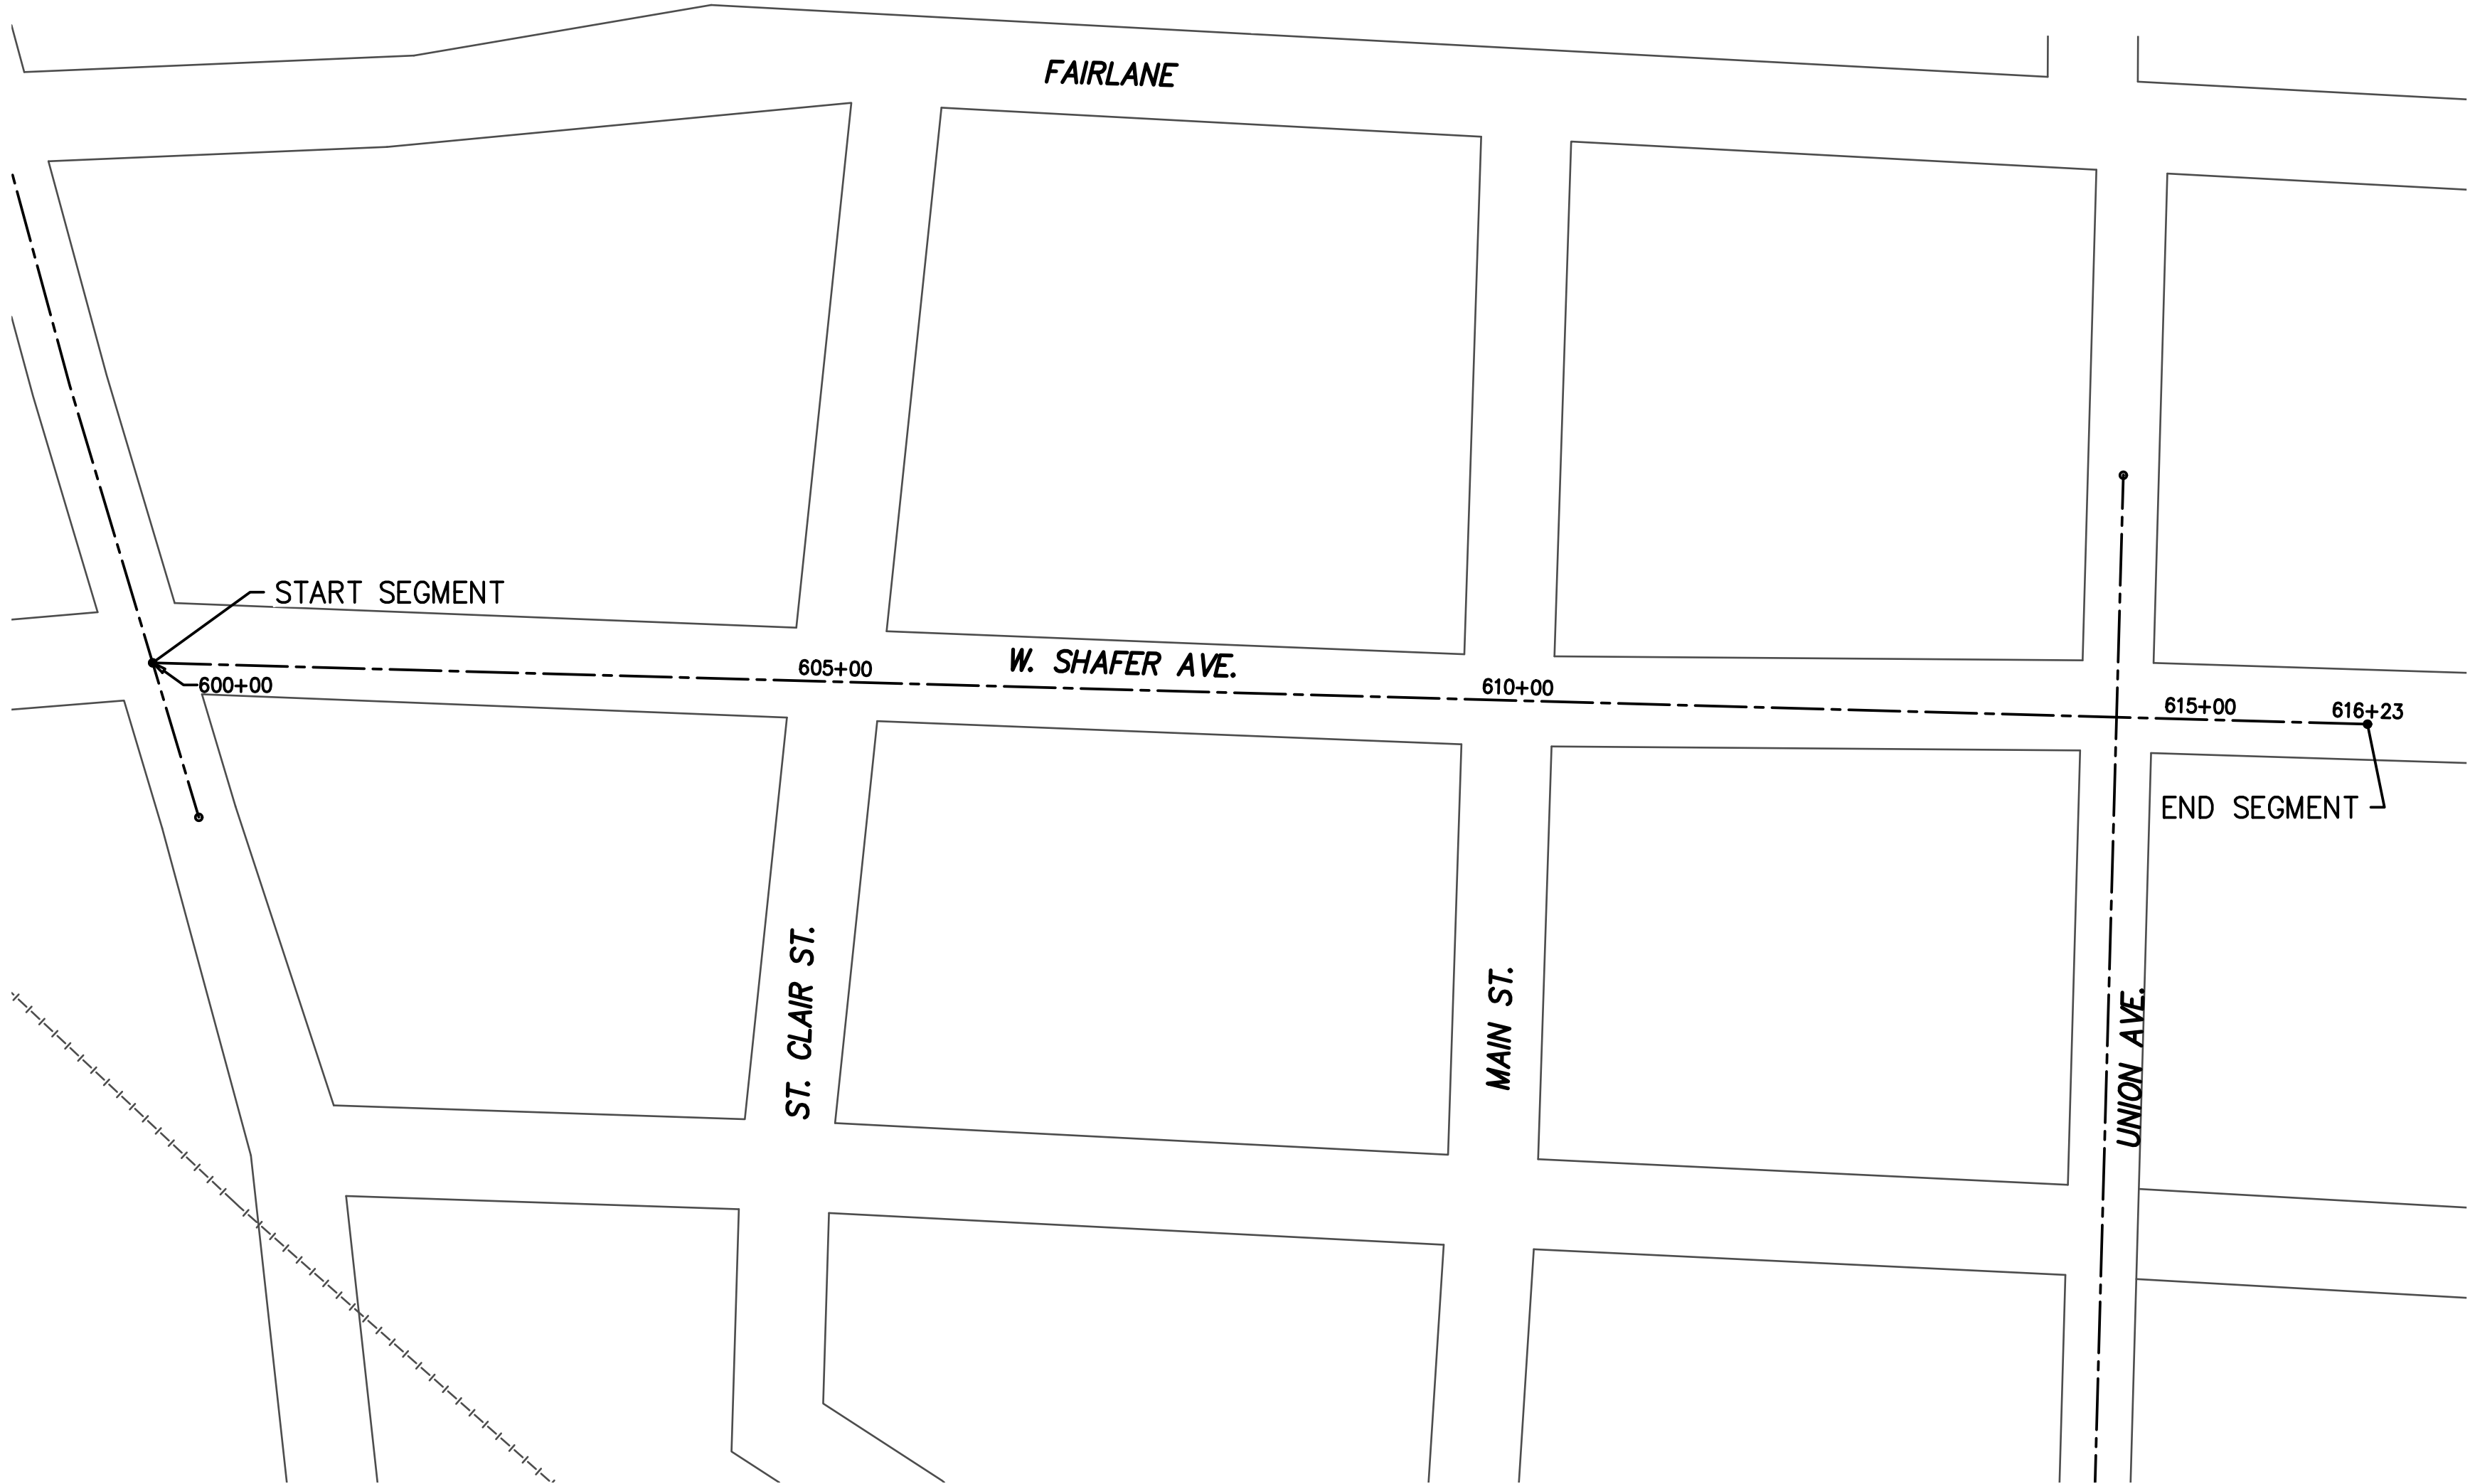 FAIRLANE
START SEGMENT
600+00
605+00
W. SHAFER AVE.
610+00
615+00
616+23
END SEGMENT
ST. CLAIR ST.
MAIN ST.
UNION AVE.